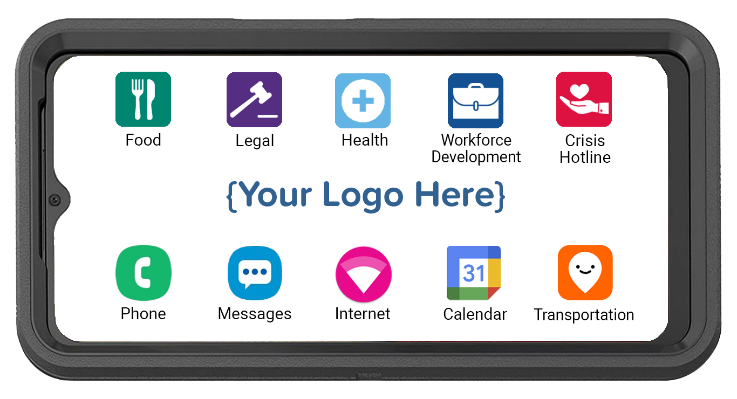 Food
Legal
Health
Workforce
Development
Crisis
Hotline
{Your Logo Here}
31
Phone
Messages
Internet
Calendar
Transportation